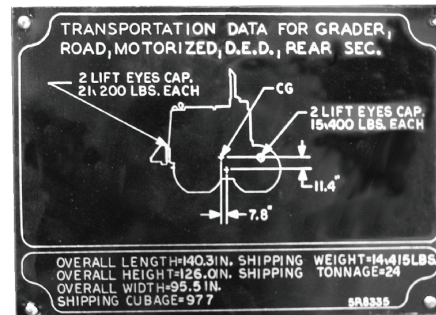 TRANSPORTATION DATA FOR GRADER,
ROAD, MOTORIZED, D.E.D., REAR SEC.
2 LIFT EYES CAP.
21,200 LBS. EACH
CG
2 LIFT EYES CAP.
15,400 LBS. EACH
11.4"
7.8"
OVERALL LENGTH=140.3IN. SHIPPING WEIGHT=14,415LBS
OVERALL HEIGHT=126.0IN. SHIPPING TONNAGE=24
OVERALL WIDTH=95.5 IN.
SHIPPING CUBAGE=977
5R8335